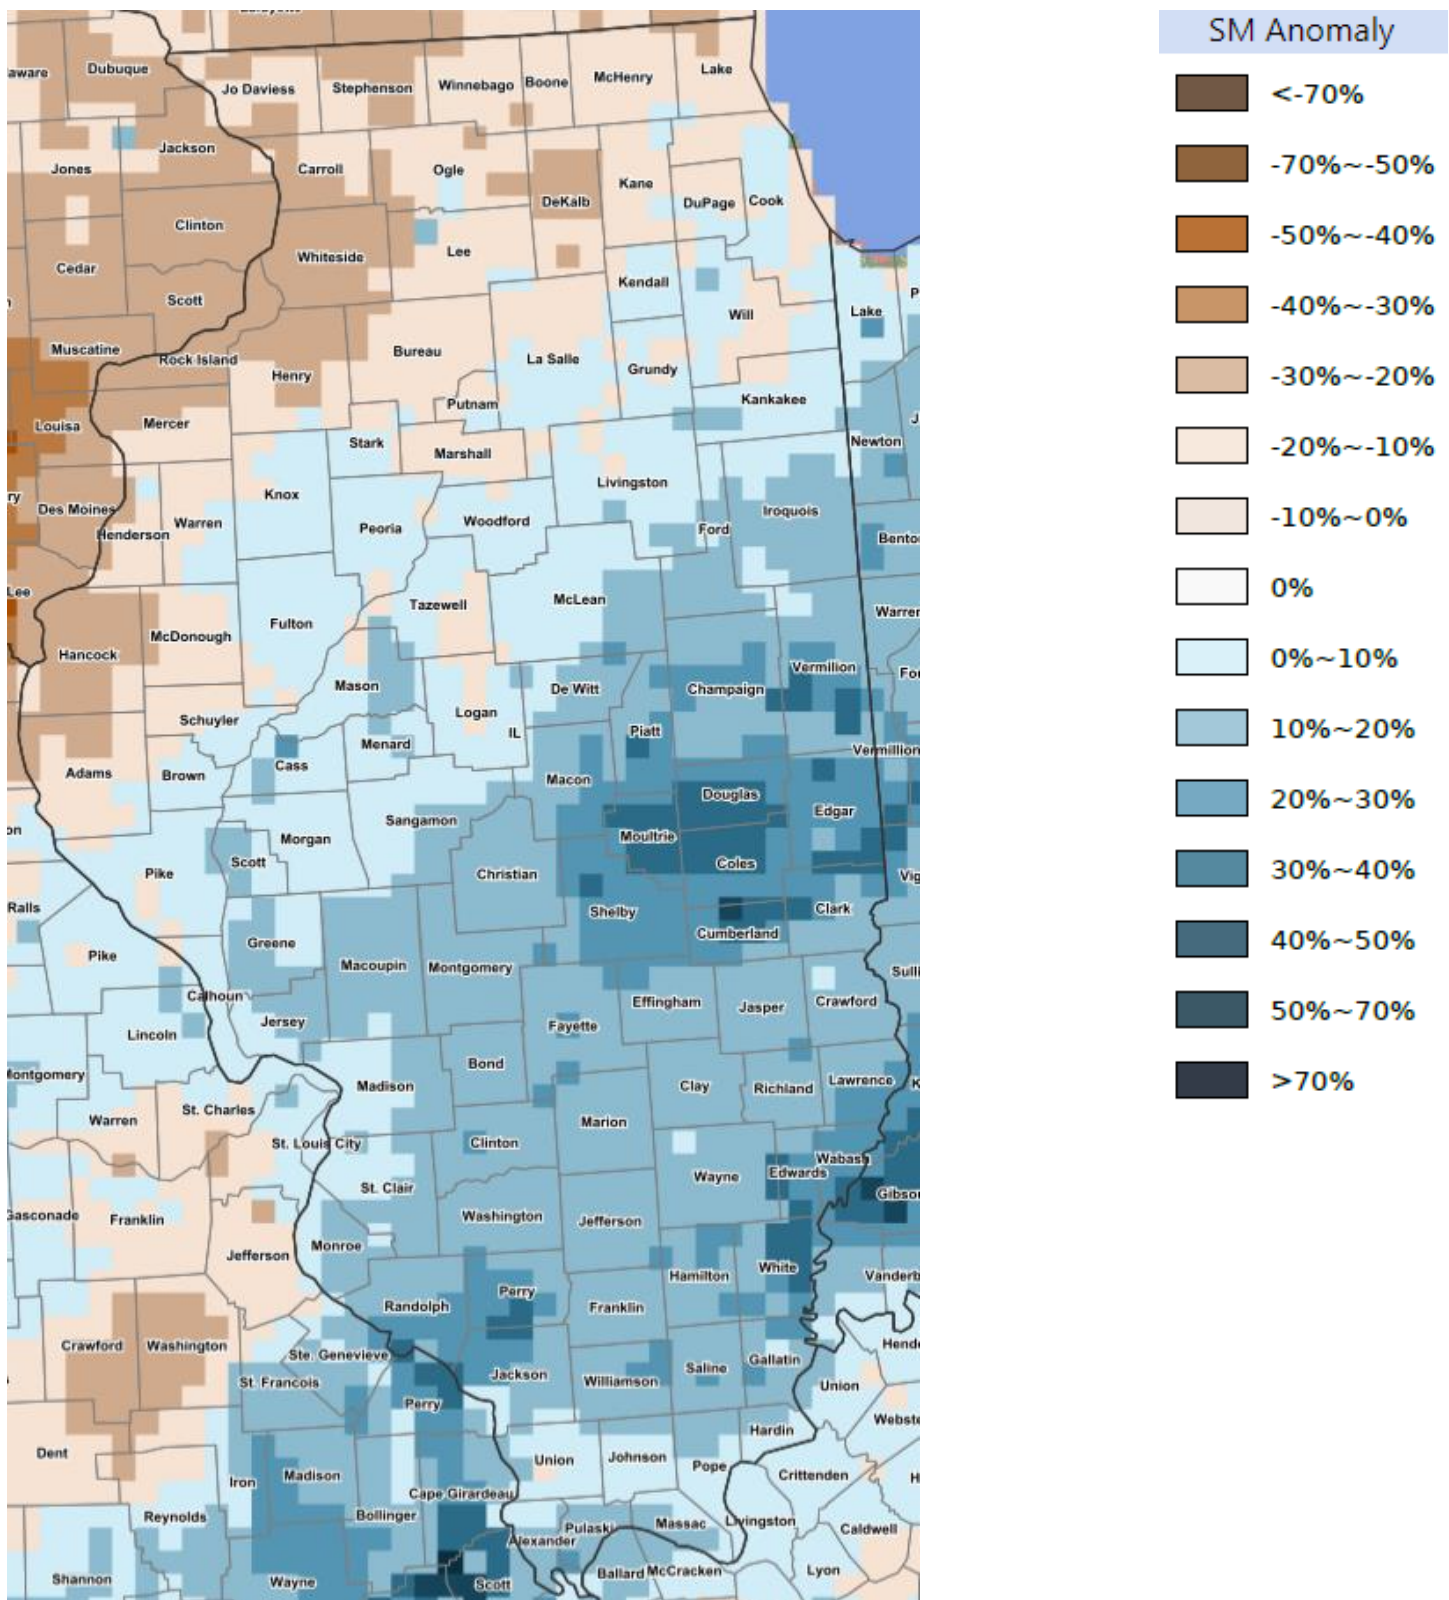 SM Anomaly
<-70%
-70%~-50%
-50%~-40%
-40%~-30%
-30%~-20%
-20%~-10%
-10%~0%
0%
0%~10%
10%~20%
20%~30%
30%~40%
40%~50%
50%~70%
>70%
Dubuque
Jo Daviess
Stephenson
Winnebago
Boone
McHenry
Lake
Jackson
Jones
Carroll
Ogle
DeKalb
Kane
DuPage
Cook
Clinton
Cedar
Whiteside
Lee
Scott
Kendall
Will
Lake
Muscatine
Rock Island
Bureau
La Salle
Grundy
Henry
Putnam
Kankakee
Louisa
Mercer
Stark
Marshall
Newton
Knox
Livingston
Des Moines
Henderson
Warren
Peoria
Woodford
Ford
Iroquois
Bento
Lee
Tazewell
McLean
Warren
Fulton
McDonough
Hancock
Mason
De Witt
Champaign
Vermilion
Schuyler
Logan
IL
Menard
Piatt
Vermillion
Adams
Brown
Cass
Macon
Douglas
Edgar
Sangamon
Morgan
Moultrie
Coles
Scott
Pike
Christian
Ralls
Shelby
Clark
Greene
Cumberland
Pike
Macoupin
Montgomery
Calhoun
Effingham
Jasper
Crawford
Jersey
Lincoln
Fayette
Bond
ontgomery
Madison
Clay
Richland
Lawrence
K
Warren
St. Charles
Marion
St. Louis City
Clinton
Wayne
Edwards
Wabash
St. Clair
Gibso
Gasconade
Franklin
Washington
Jefferson
Jefferson
Monroe
Hamilton
White
Vanderb
Randolph
Perry
Franklin
Crawford
Washington
Ste. Genevieve
Hende
St. Francois
Jackson
Williamson
Saline
Gallatin
Union
Perry
Webste
Dent
Hardin
Iron
Madison
Union
Johnson
Pope
Crittenden
H
Cape Girardeau
Reynolds
Bollinger
Alexander
Pulaski
Massac
Livingston
Caldwell
Shannon
Wayne
Scott
Ballard
McCracken
Lyon